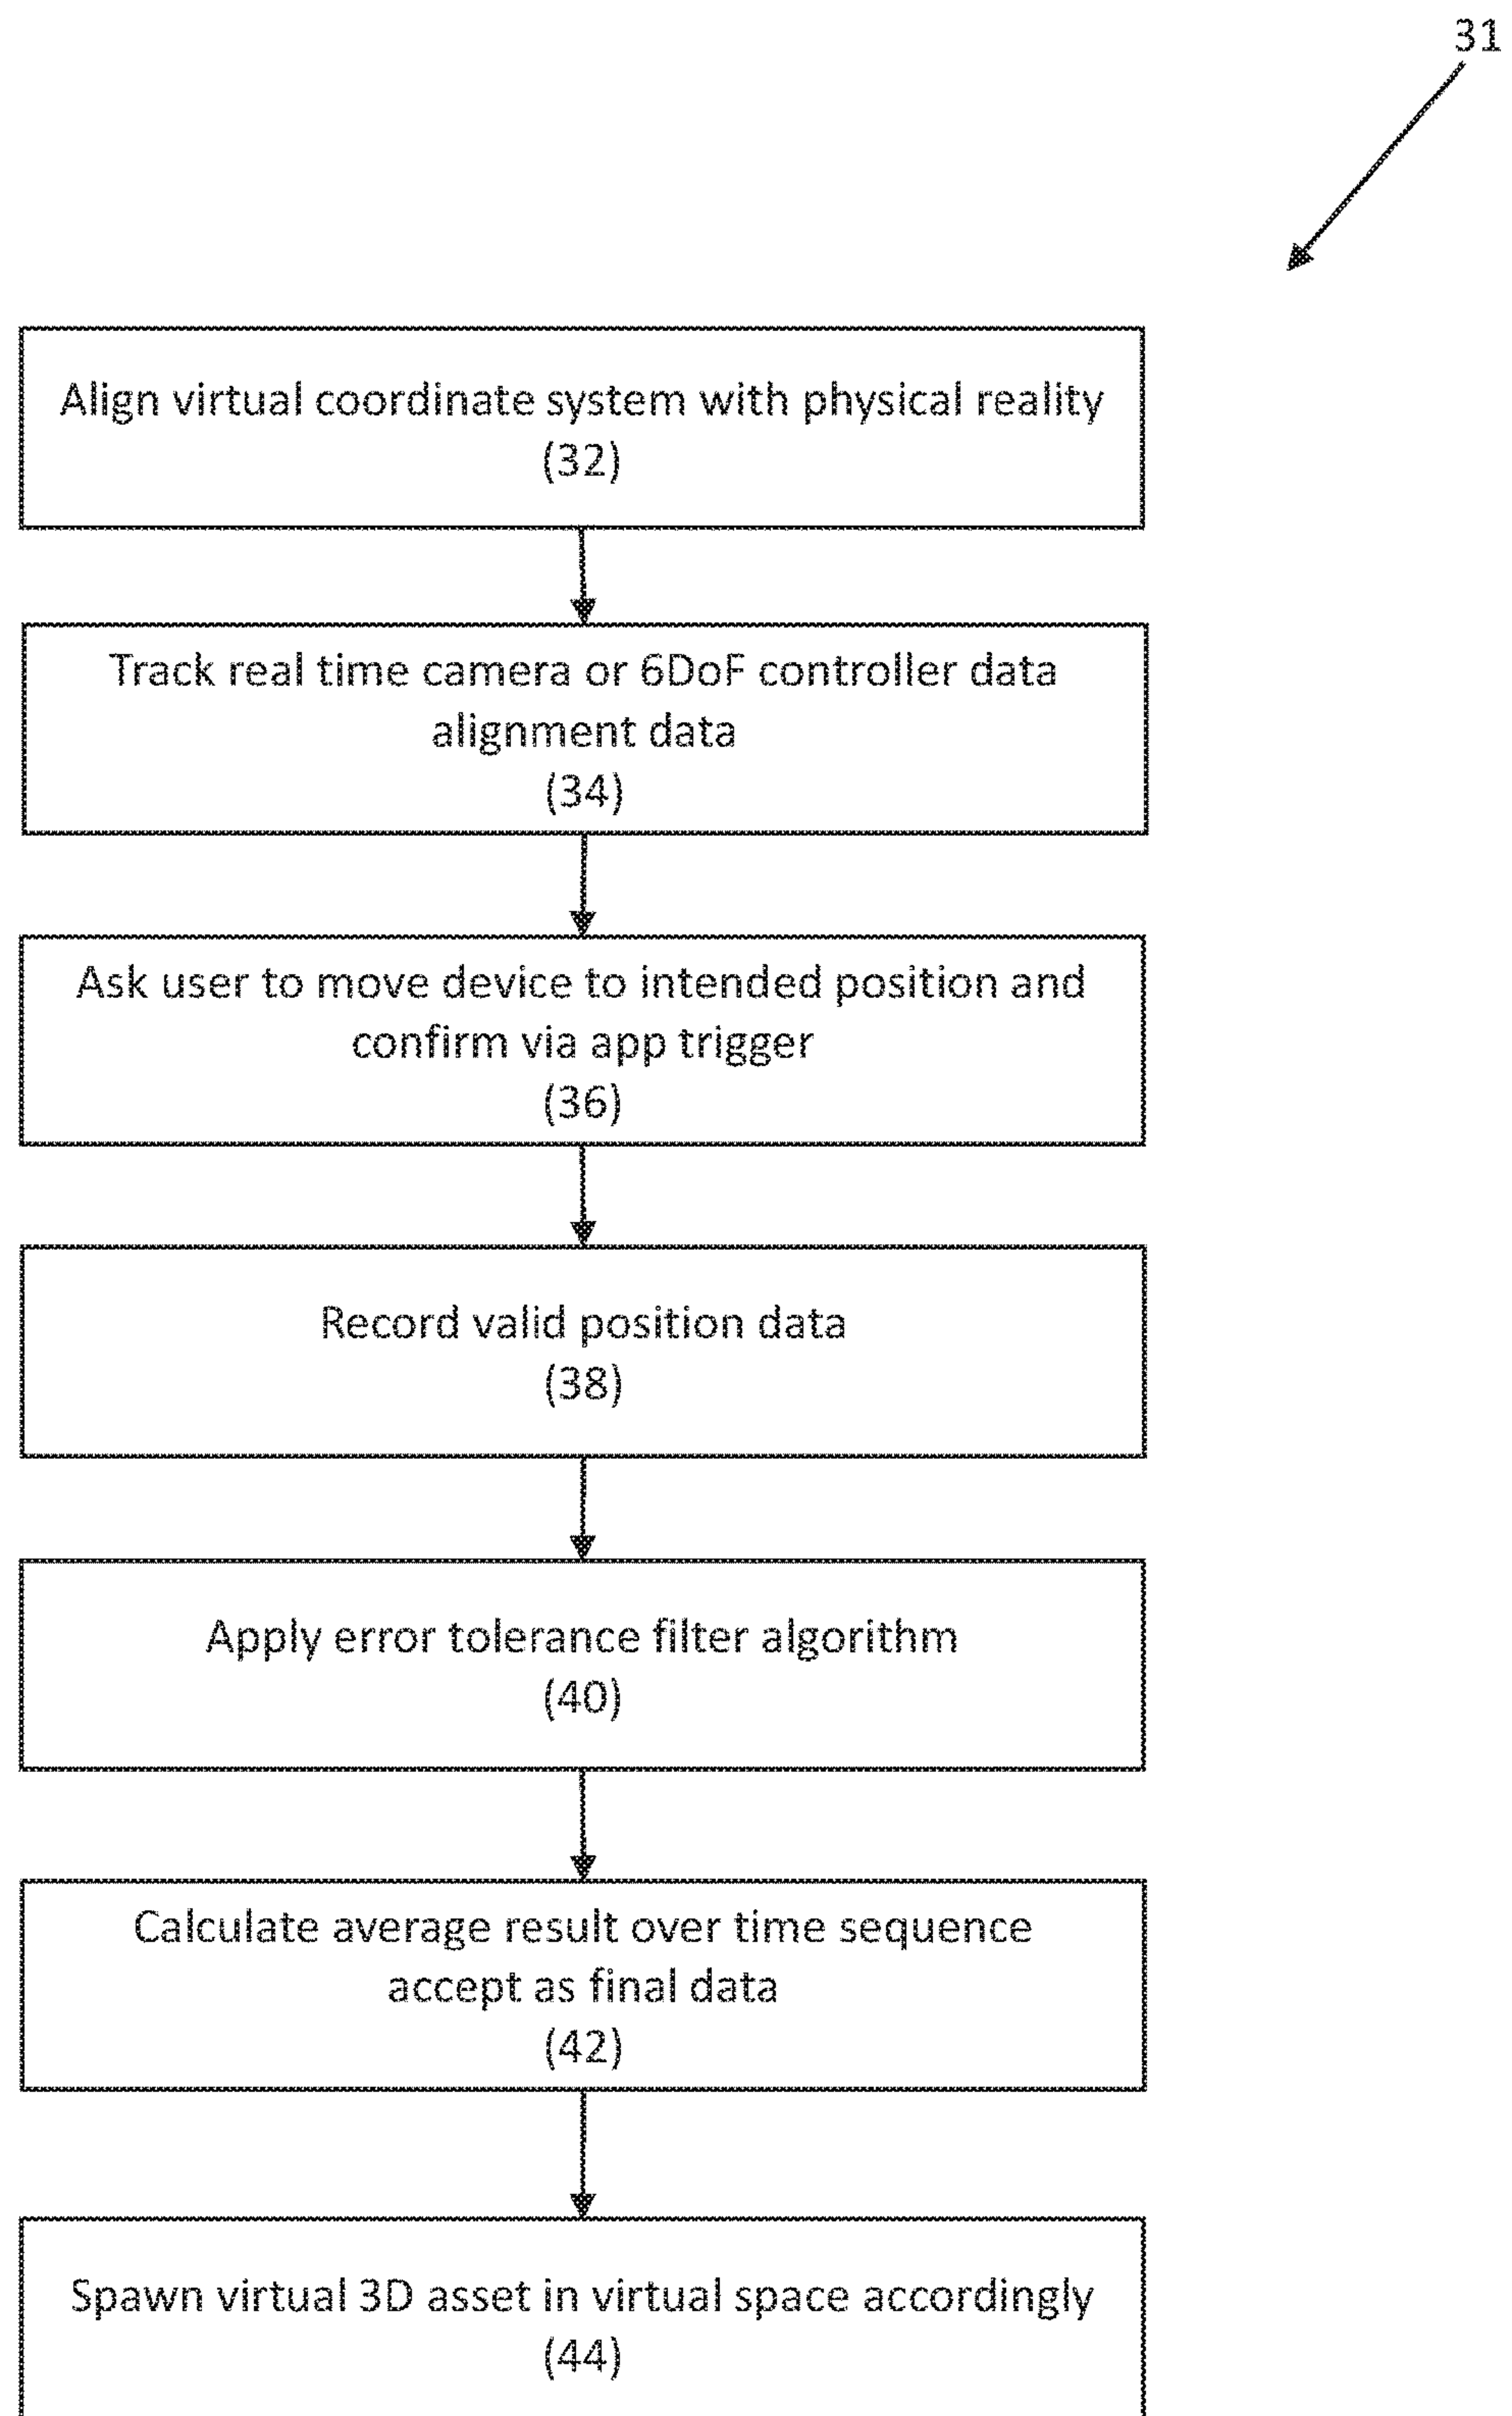 31
Align virtual coordinate system with physical reality
(32)
Track real time camera or 6DoF controller data
alignment data
(34)
Ask user to move device to intended position and
confirm via app trigger
(36)
Record valid position data
(38)
Apply error tolerance filter algorithm
(40)
Calculate average result over time sequence
accept as final data
(42)
Spawn virtual 3D asset in virtual space accordingly
(44)